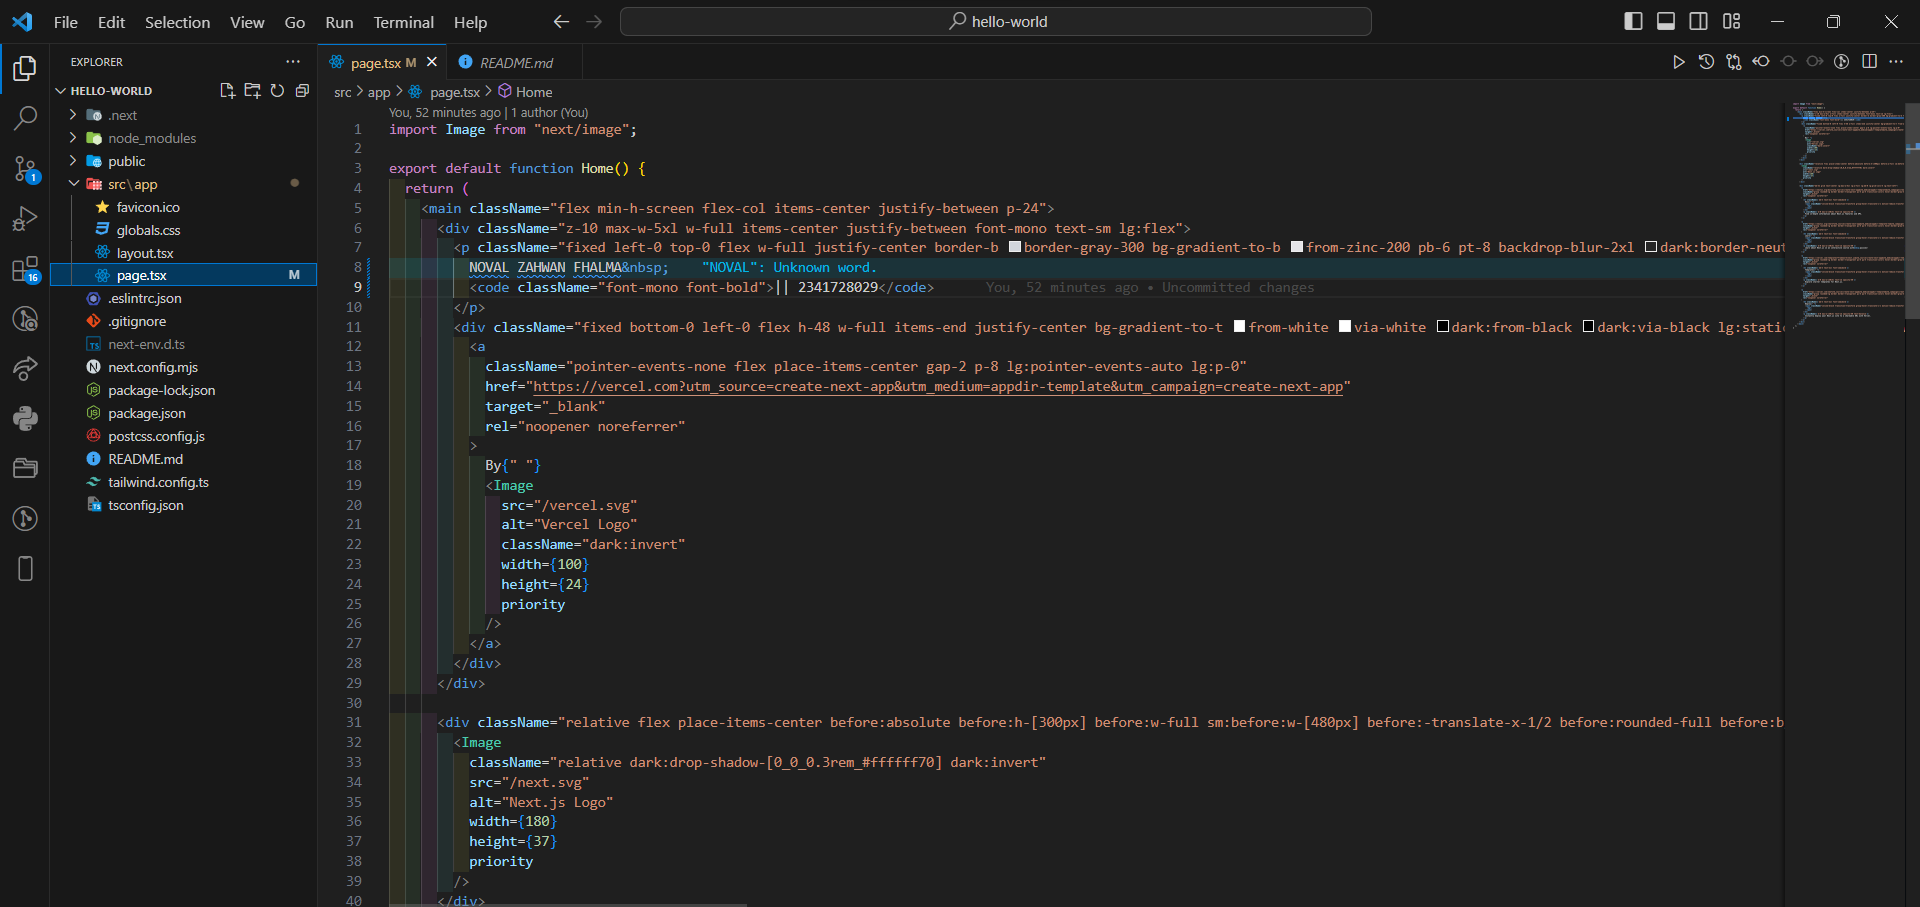 File Edit Selection View Go Run Terminal Help
hello-world
EXPLORER
HELLO-WORLD
.next
node_modules
public
src\app
favicon.ico
globals.css
layout.tsx
page.tsx M
.eslintrc.json
.gitignore
next-env.d.ts
next.config.mjs
package-lock.json
package.json
postcss.config.js
README.md
tailwind.config.ts
tsconfig.json
1
16
page.tsx M
README.md
src > app > page.tsx > Home
You, 52 minutes ago | 1 author (You)
1 import Image from "next/image";
2
3 export default function Home() {
4 return (
5 <main className="flex min-h-screen flex-col items-center justify-between p-24">
6 <div className="z-10 max-w-5xl w-full items-center justify-between font-mono text-sm lg:flex">
7 <p className="fixed left-0 top-0 flex w-full justify-center border-b border-gray-300 bg-gradient-to-b from-zinc-200 pb-6 pt-8 backdrop-blur-2xl dark:border-neut
8 NOVAL ZAHWAN FHALMA&nbsp; "NOVAL": Unknown word.
9 <code className="font-mono font-bold">|| 2341728029</code> You, 52 minutes ago • Uncommitted changes
10 </p>
11 <div className="fixed bottom-0 left-0 flex h-48 w-full items-end justify-center bg-gradient-to-t from-white via-white dark:from-black dark:via-black lg:stati
12 <a
13 className="pointer-events-none flex place-items-center gap-2 p-8 lg:pointer-events-auto lg:p-0"
14 href="https://vercel.com?utm_source=create-next-app&utm_medium=appdir-template&utm_campaign=create-next-app"
15 target="_blank"
16 rel="noopener noreferrer"
17 >
18 By{" "}
19 <Image
20 src="/vercel.svg"
21 alt="Vercel Logo"
22 className="dark:invert"
23 width={100}
24 height={24}
25 priority
26 />
27 </a>
28 </div>
29 </div>
30
31 <div className="relative flex place-items-center before:absolute before:h-[300px] before:w-full sm:before:w-[480px] before:-translate-x-1/2 before:rounded-full before:b
32 <Image
33 className="relative dark:drop-shadow-[0_0_0.3rem_#ffffff70] dark:invert"
34 src="/next.svg"
35 alt="Next.js Logo"
36 width={180}
37 height={37}
38 priority
39 />
40 </div>